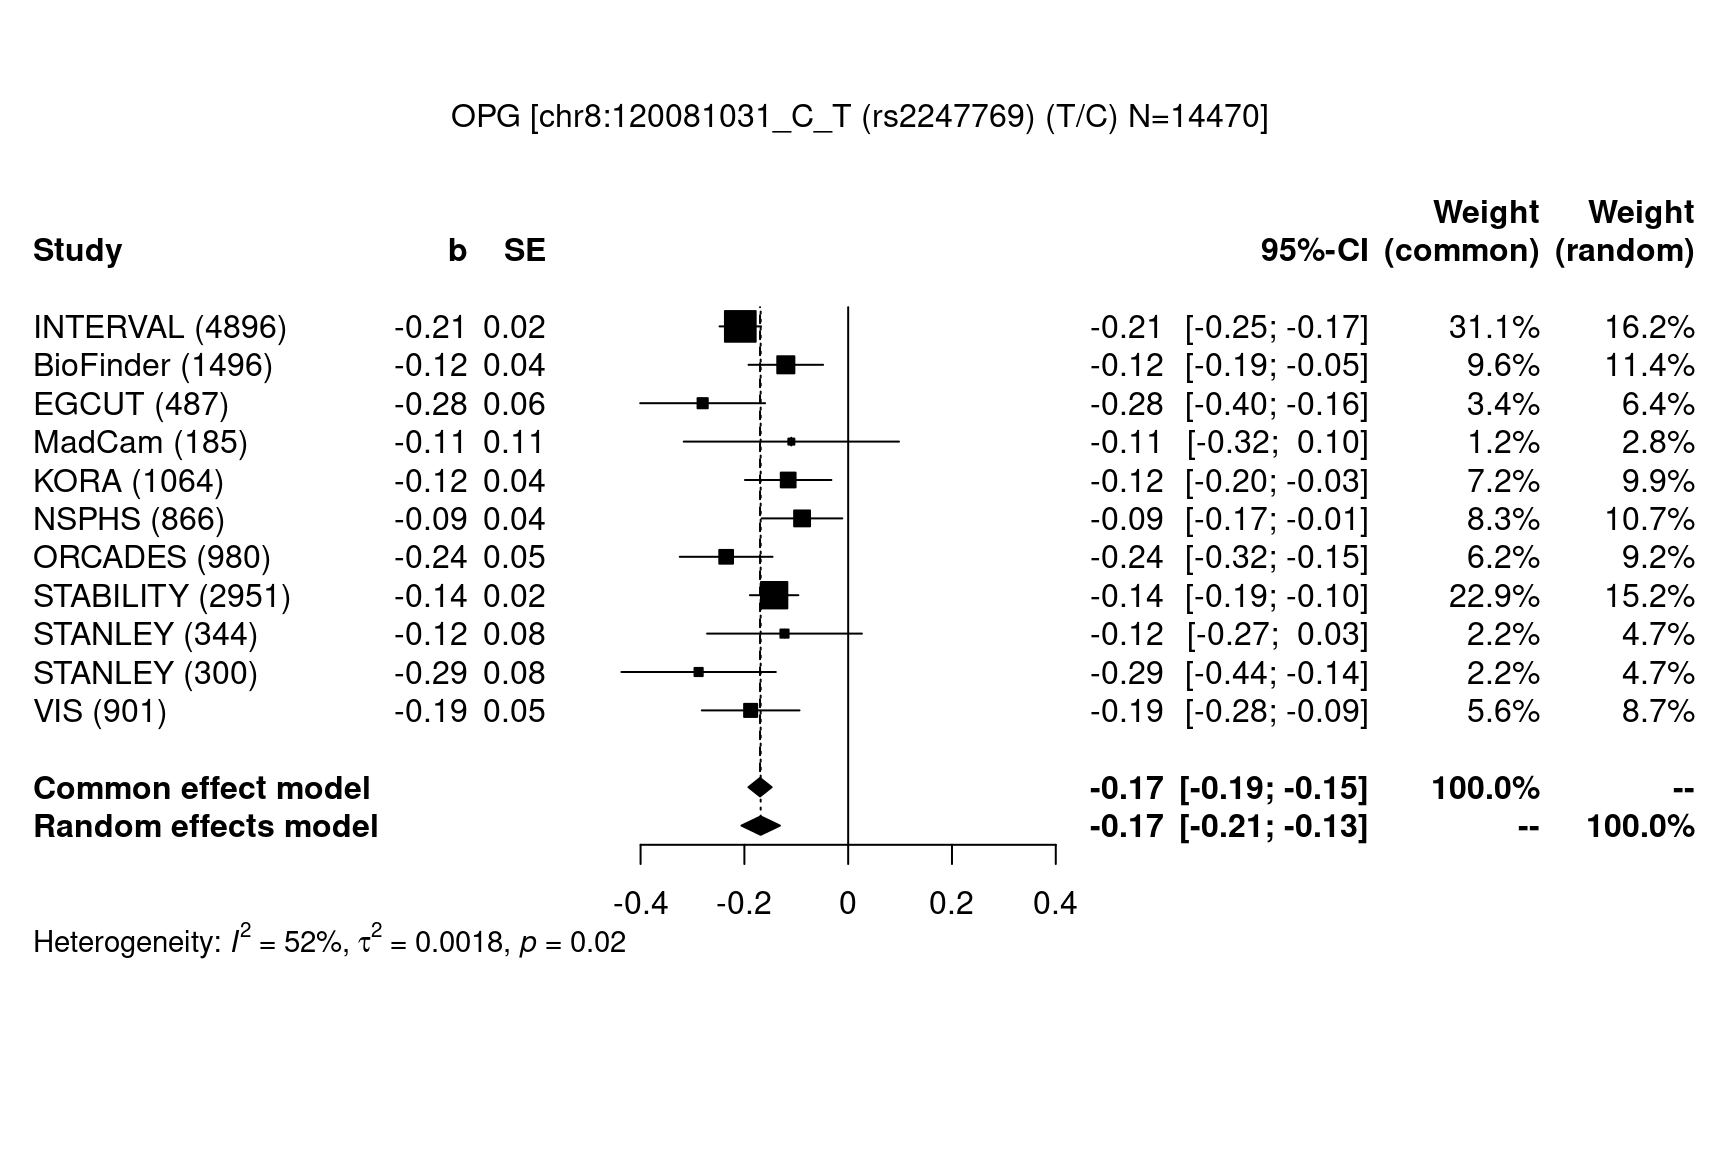 OPG [chr8:120081031_C_T (rs2247769) (T/C) N=14470]
Weight Weight
Study b SE 95%-CI (common) (random)
INTERVAL (4896) -0.21 0.02 -0.21 [-0.25; -0.17] 31.1% 16.2%
BioFinder (1496) -0.12 0.04 -0.12 [-0.19; -0.05] 9.6% 11.4%
EGCUT (487) -0.28 0.06 -0.28 [-0.40; -0.16] 3.4% 6.4%
MadCam (185) -0.11 0.11 -0.11 [-0.32; 0.10] 1.2% 2.8%
KORA (1064) -0.12 0.04 -0.12 [-0.20; -0.03] 7.2% 9.9%
NSPHS (866) -0.09 0.04 -0.09 [-0.17; -0.01] 8.3% 10.7%
ORCADES (980) -0.24 0.05 -0.24 [-0.32; -0.15] 6.2% 9.2%
STABILITY (2951) -0.14 0.02 -0.14 [-0.19; -0.10] 22.9% 15.2%
STANLEY (344) -0.12 0.08 -0.12 [-0.27; 0.03] 2.2% 4.7%
STANLEY (300) -0.29 0.08 -0.29 [-0.44; -0.14] 2.2% 4.7%
VIS (901) -0.19 0.05 -0.19 [-0.28; -0.09] 5.6% 8.7%
Common effect model -0.17 [-0.19; -0.15] 100.0% --
Random effects model -0.17 [-0.21; -0.13] -- 100.0%
-0.4 -0.2 0 0.2 0.4
Heterogeneity: I² = 52%, τ² = 0.0018, p = 0.02